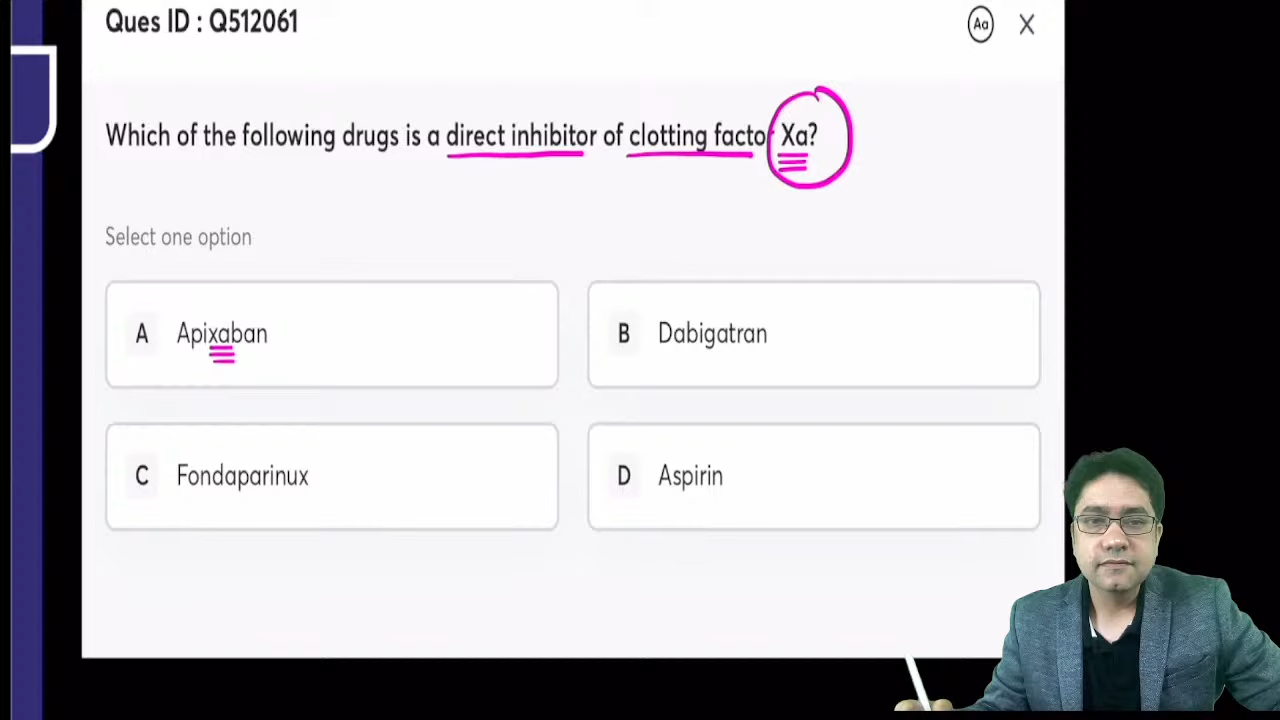 Ques ID : Q512061
Aa
Which of the following drugs is a direct inhibitor of clotting factor Xa?
Select one option
A Apixaban
B Dabigatran
C Fondaparinux
D Aspirin